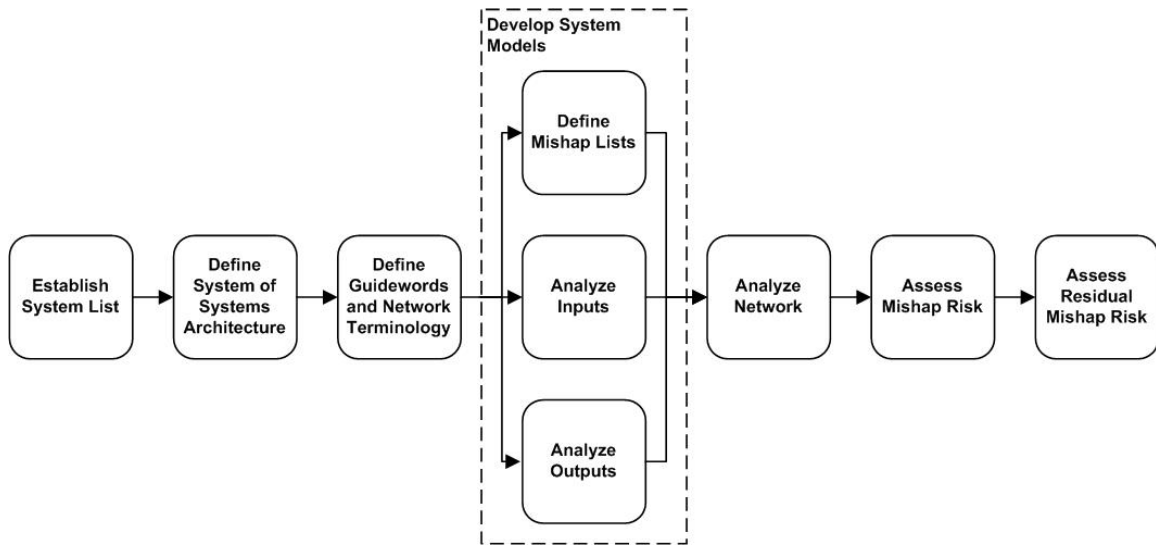 Develop System
Models
Define
Mishap Lists
Establish
System List
Define
System of
Systems
Architecture
Define
Guidewords
and Network
Terminology
Analyze
Inputs
Analyze
Network
Assess
Mishap Risk
Assess
Residual
Mishap Risk
Analyze
Outputs